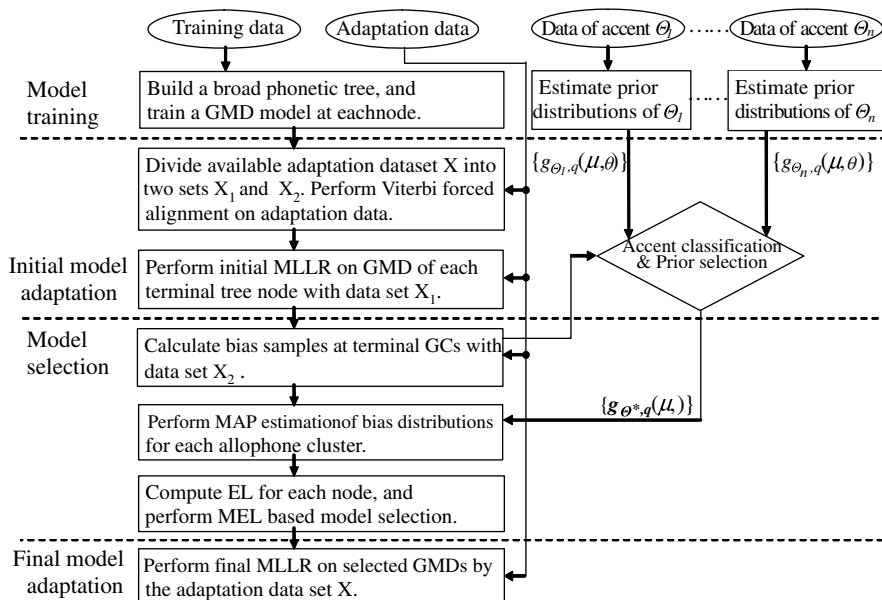 Training data
Adaptation data
Data of accent Θ1
……
Data of accent Θn
Model
training
Build a broad phonetic tree, and
train a GMD model at eachnode.
Estimate prior
distributions of Θ1
……
Estimate prior
distributions of Θn
{gΘ1,q(μ,θ)}
{gΘn,q(μ,θ)}
Divide available adaptation dataset X into
two sets X1 and X2. Perform Viterbi forced
alignment on adaptation data.
Accent classification
& Prior selection
Initial model
adaptation
Perform initial MLLR on GMD of each
terminal tree node with data set X1.
Model
selection
Calculate bias samples at terminal GCs with
data set X2 .
{gΘ*,q(μ,)}
Perform MAP estimationof bias distributions
for each allophone cluster.
Compute EL for each node, and
perform MEL based model selection.
Final model
adaptation
Perform final MLLR on selected GMDs by
the adaptation data set X.